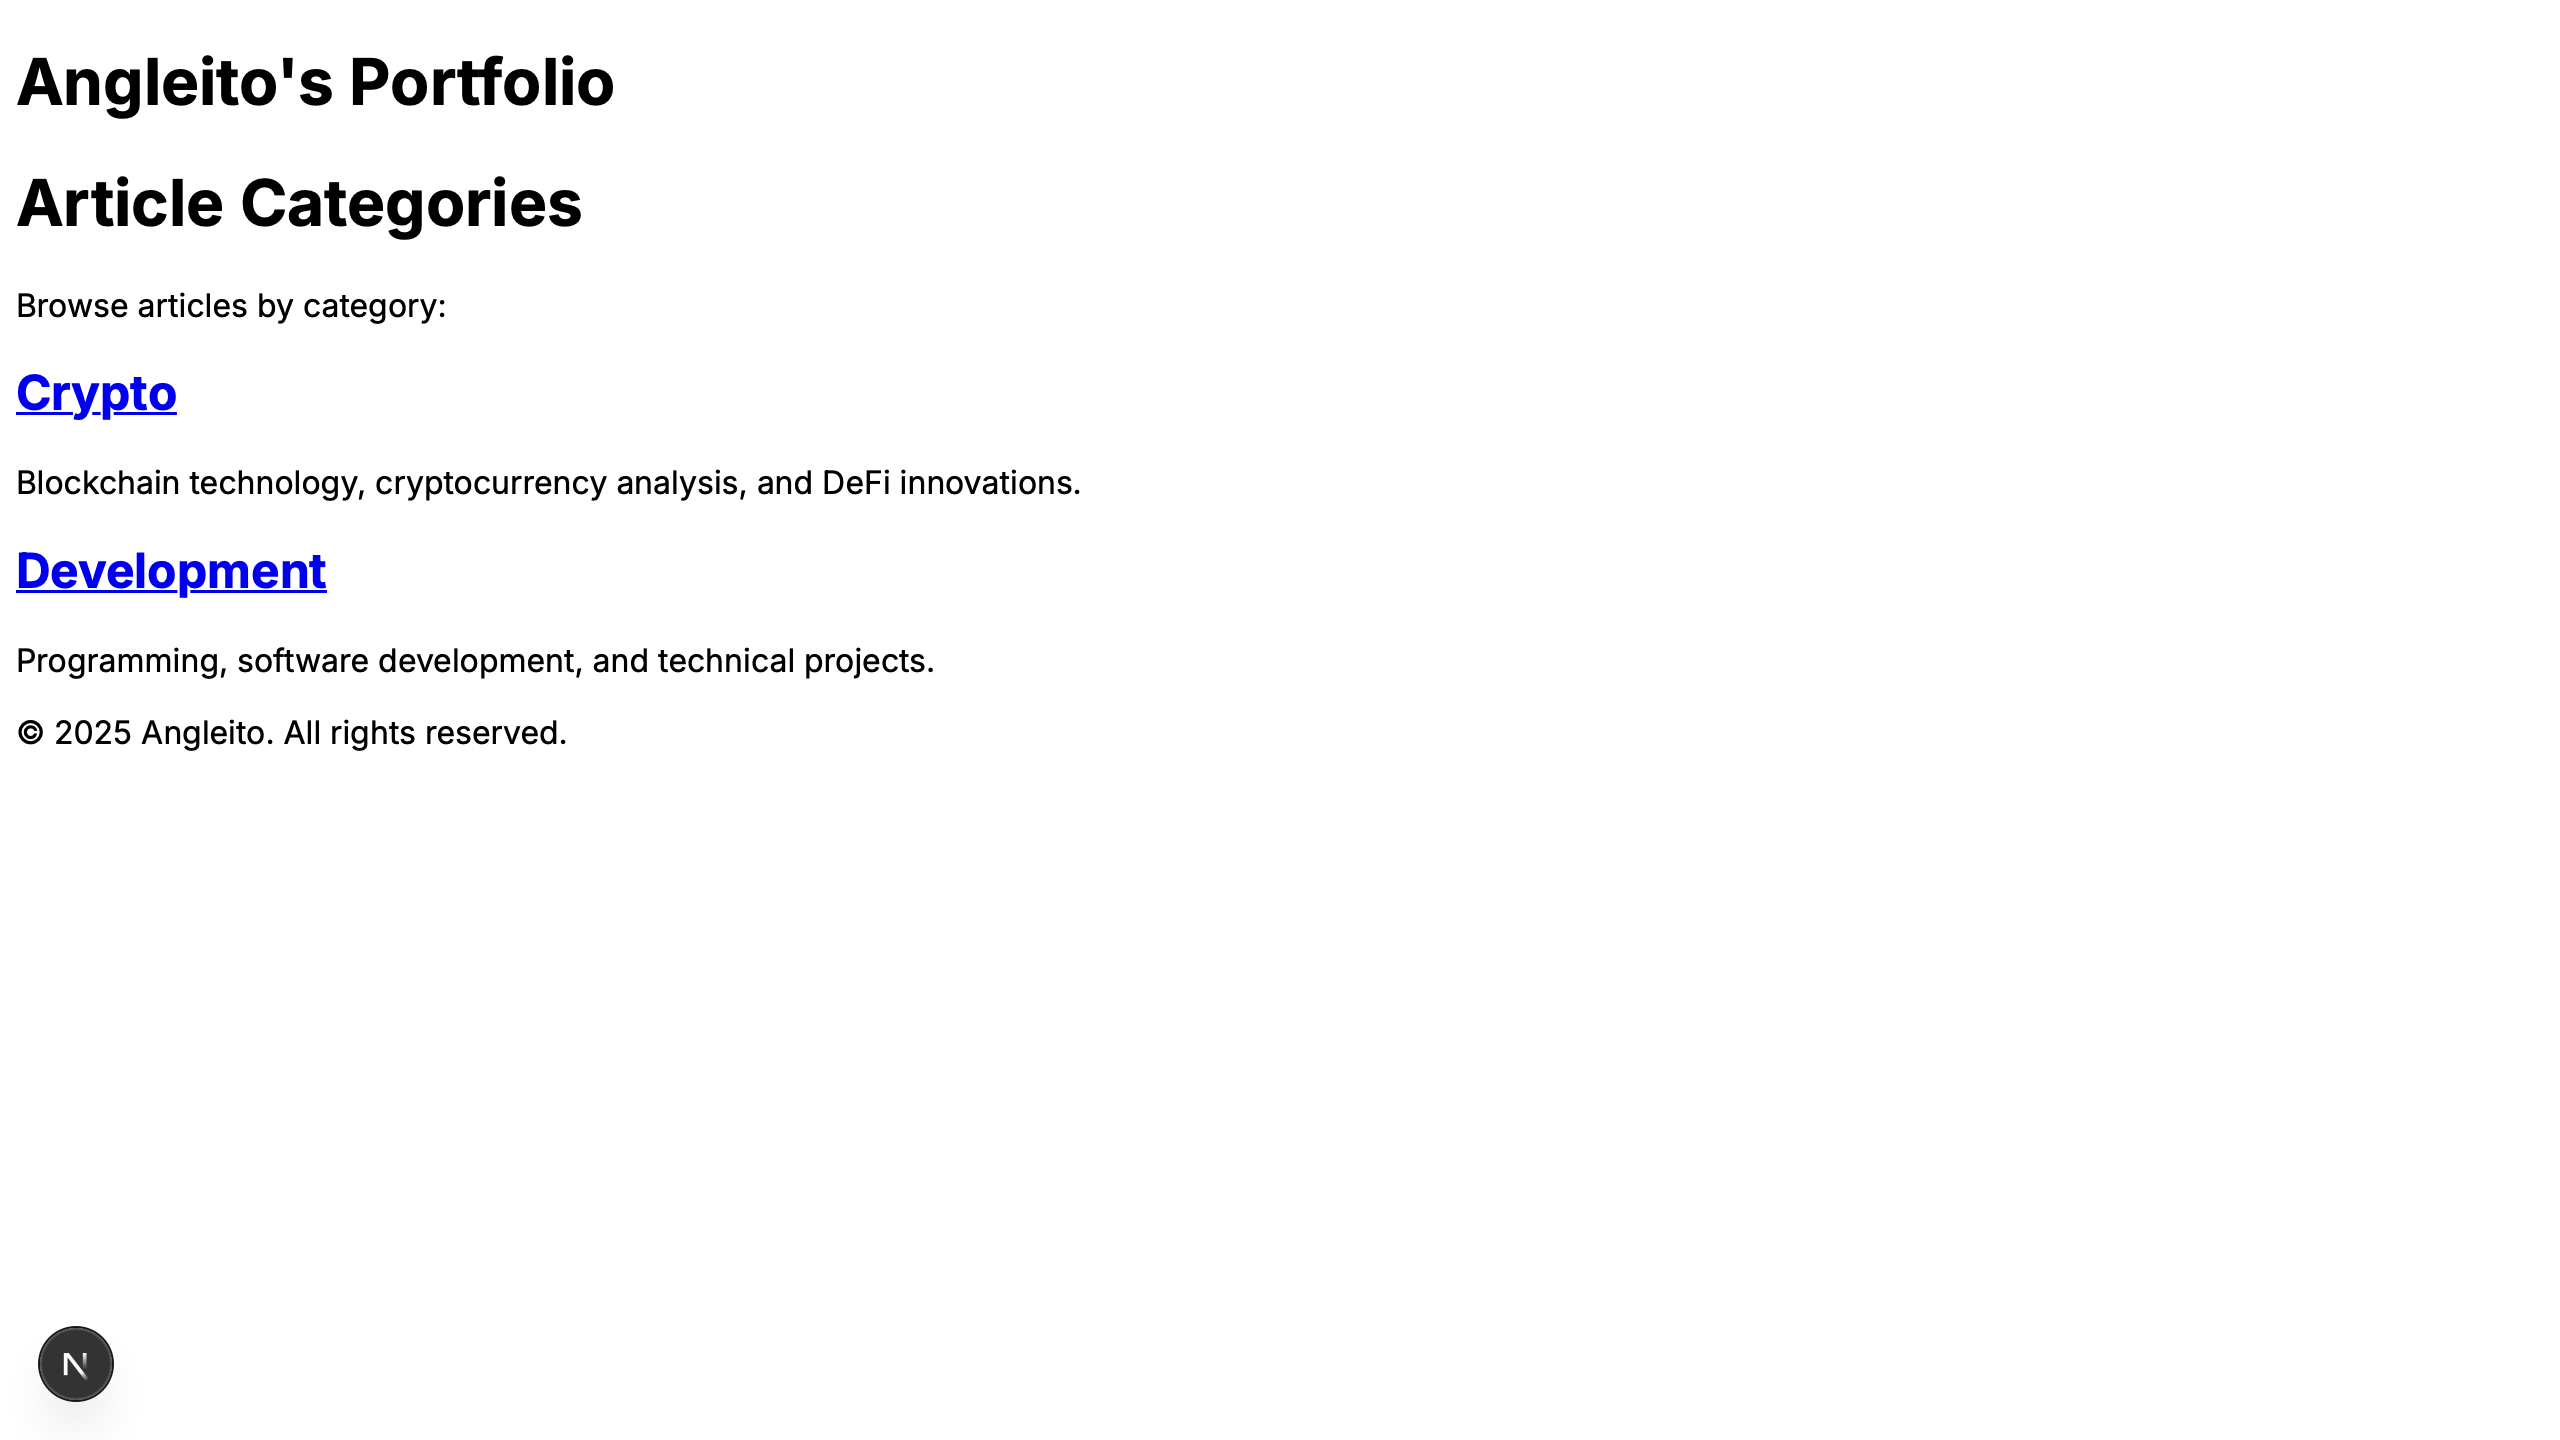 Angleito's Portfolio
Article Categories
Browse articles by category:
Crypto
Blockchain technology, cryptocurrency analysis, and DeFi innovations.
Development
Programming, software development, and technical projects.
© 2025 Angleito. All rights reserved.
N